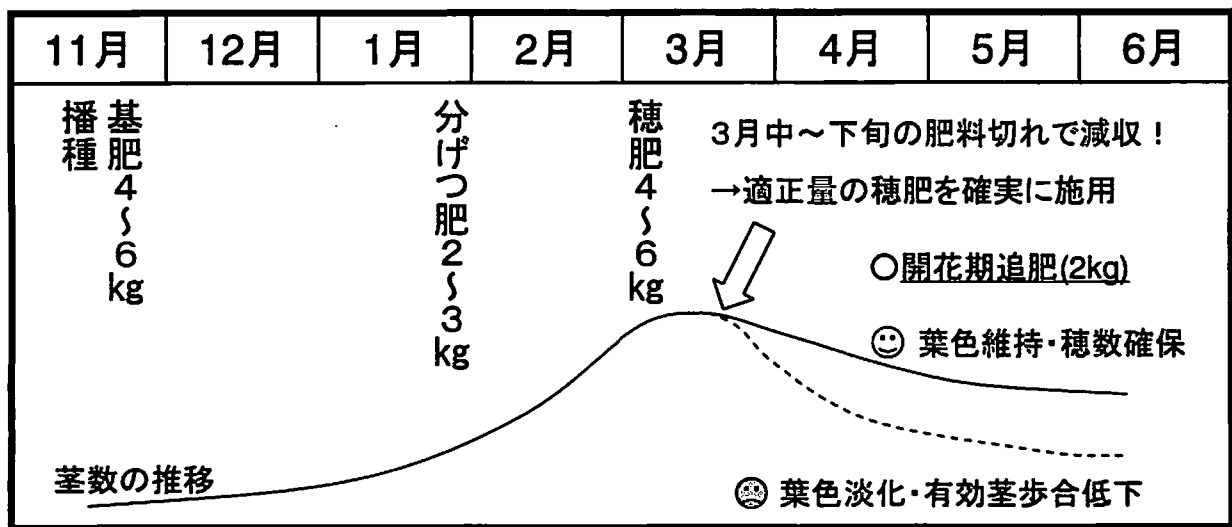 11月 12月 1月 2月 3月 4月 5月 6月
播種
基肥4~6kg
分げつ肥2~3kg
穂肥4~6kg
3月中~下旬の肥料切れで減収!
→適正量の穂肥を確実に施用
○開花期追肥(2kg)
葉色維持・穂数確保
茎数の推移
葉色淡化・有効茎歩合低下